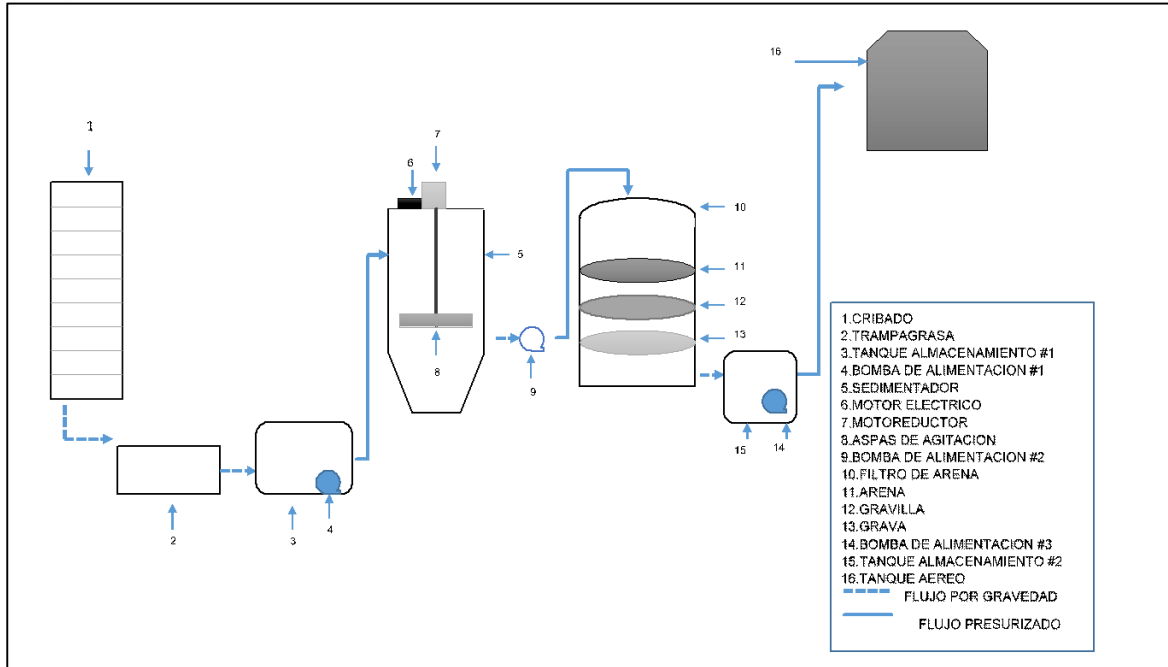 16
1
7
6
10
5
11
12
13
8
9
15
14
2
3
4
1.CRIBADO
2.TRAMPAGRASA
3.TANQUE ALMACENAMIENTO #1
4.BOMBA DE ALIMENTACION #1
5.SEDIMENTADOR
6.MOTOR ELECTRICO
7.MOTOREDUCTOR
8.ASPAS DE AGITACION
9.BOMBA DE ALIMENTACION #2
10.FILTRO DE ARENA
11.ARENA
12.GRAVILLA
13.GRAVA
14.BOMBA DE ALIMENTACION #3
15.TANQUE ALMACENAMIENTO #2
16.TANQUE AEREO
FLUJO POR GRAVEDAD
FLUJO PRESURIZADO